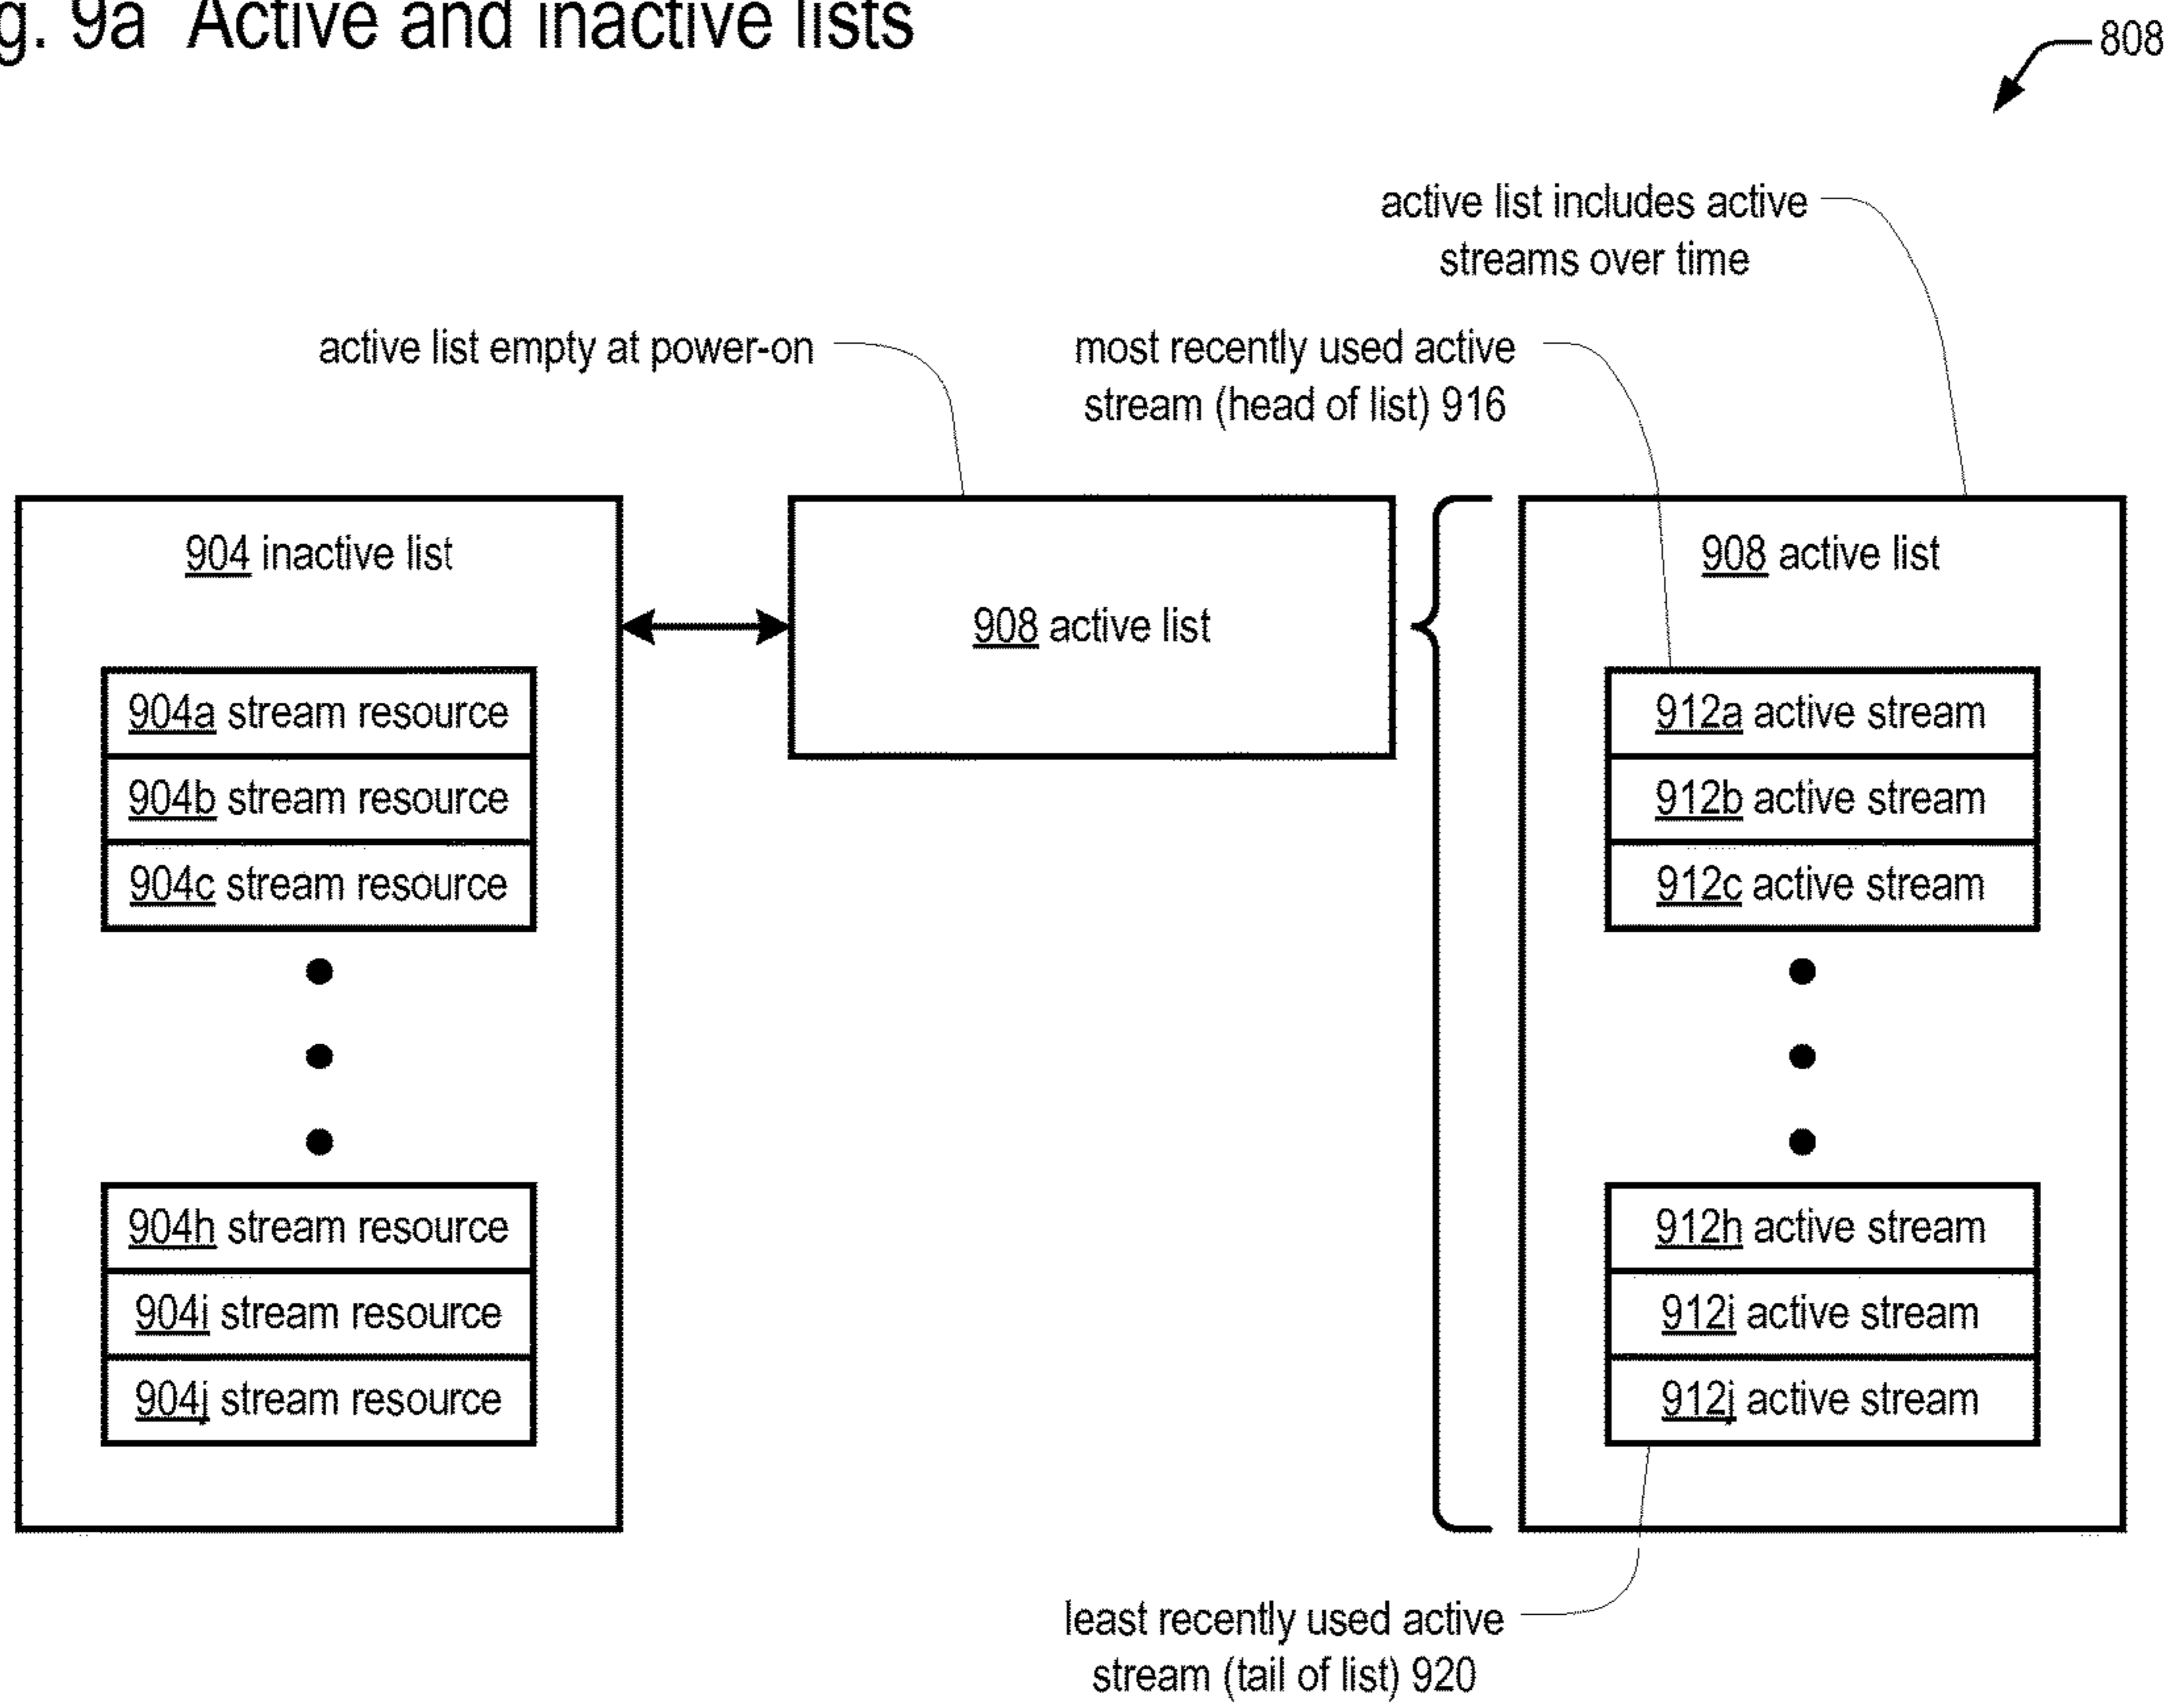 g. 9a Active and inactive lists
808
active list includes active
streams over time
active list empty at power-on
most recently used active
stream (head of list) 916
904 inactive list
904a stream resource
904b stream resource
904c stream resource
904h stream resource
904i stream resource
904j stream resource
908 active list
908 active list
912a active stream
912b active stream
912c active stream
912h active stream
912i active stream
912j active stream
least recently used active
stream (tail of list) 920